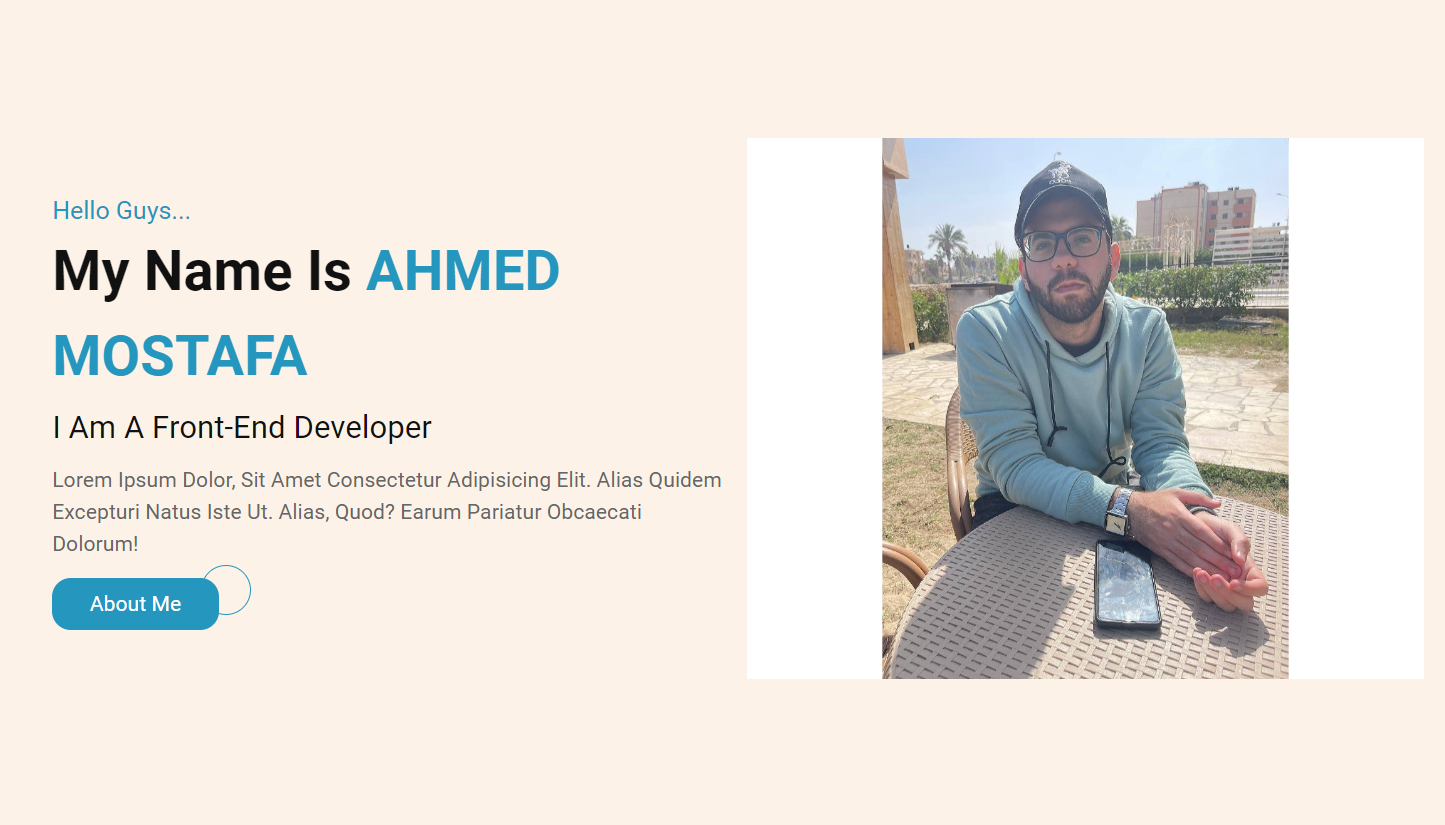 Hello Guys...
My Name Is AHMED
MOSTAFA
I Am A Front-End Developer
Lorem Ipsum Dolor, Sit Amet Consectetur Adipisicing Elit. Alias Quidem
Excepturi Natus Iste Ut. Alias, Quod? Earum Pariatur Obcaecati
Dolorum!
About Me